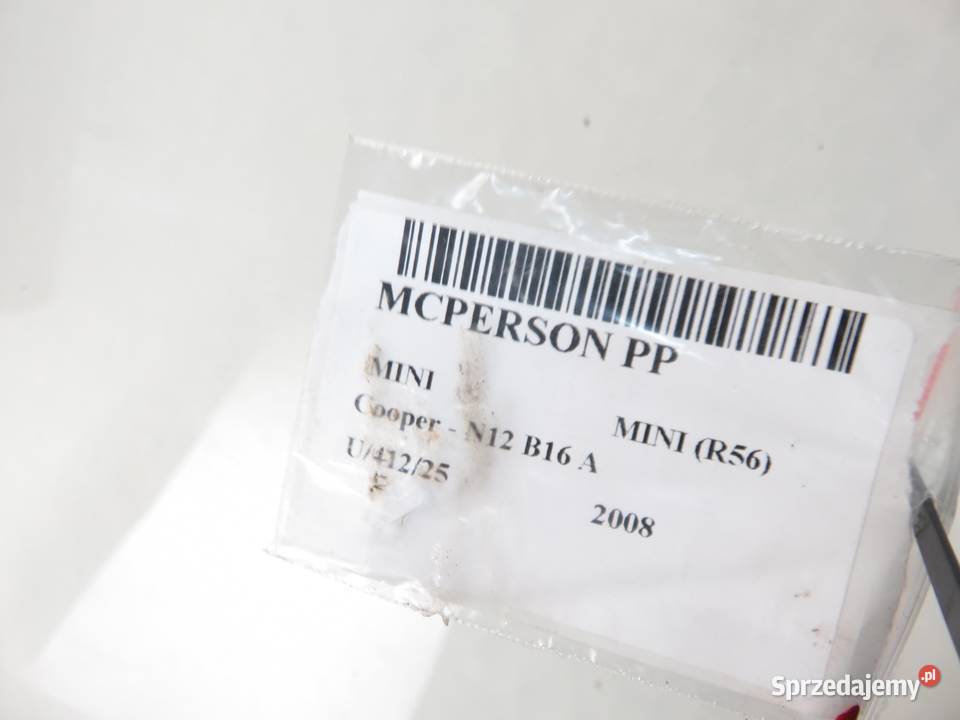 MCPERSON PP
MINI
MINI (R56)
Cooper - N12 B16 A
U/412/25
2008
Sprzedajemy.pl